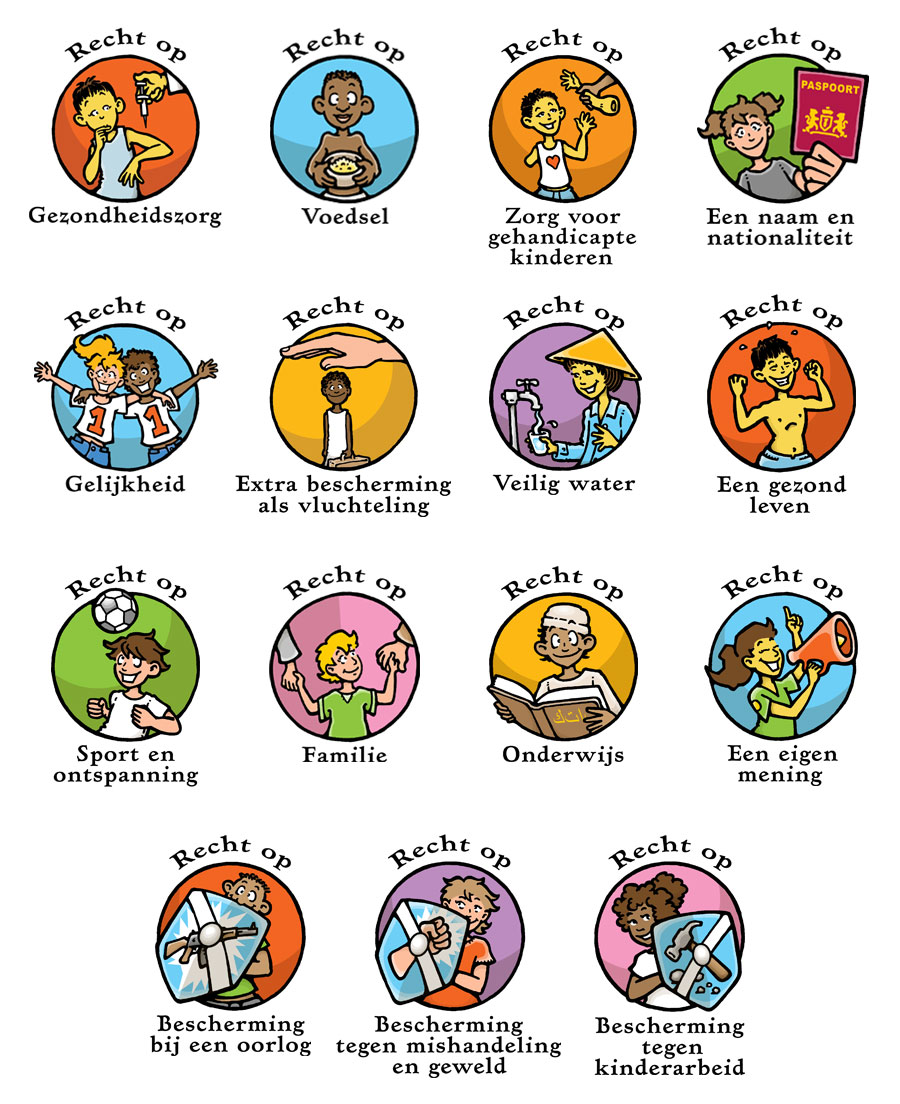 Recht op
Gezondheidszorg
Recht op
Voedsel
Recht op
Zorg voor
gehandicapte
kinderen
Recht op
PASPOORT
Een naam en
nationaliteit
Recht op
1 1
Gelijkheid
Recht op
Extra bescherming
als vluchteling
Recht op
Veilig water
Recht op
Een gezond
leven
Recht op
Sport en
ontspanning
Recht op
Familie
Recht op
Onderwijs
Recht op
Een eigen
mening
Recht op
Bescherming
bij een oorlog
Recht op
Bescherming
tegen mishandeling
en geweld
Recht op
Bescherming
tegen
kinderarbeid